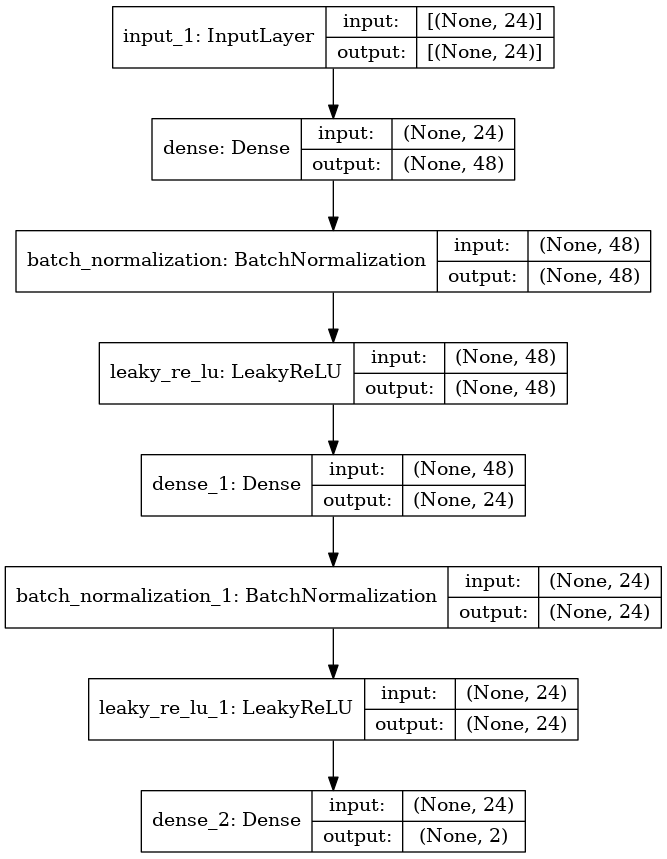 input_1: InputLayer
input: [(None, 24)]
output: [(None, 24)]
dense: Dense
input: (None, 24)
output: (None, 48)
batch_normalization: BatchNormalization
input: (None, 48)
output: (None, 48)
leaky_re_lu: LeakyReLU
input: (None, 48)
output: (None, 48)
dense_1: Dense
input: (None, 48)
output: (None, 24)
batch_normalization_1: BatchNormalization
input: (None, 24)
output: (None, 24)
leaky_re_lu_1: LeakyReLU
input: (None, 24)
output: (None, 24)
dense_2: Dense
input: (None, 24)
output: (None, 2)